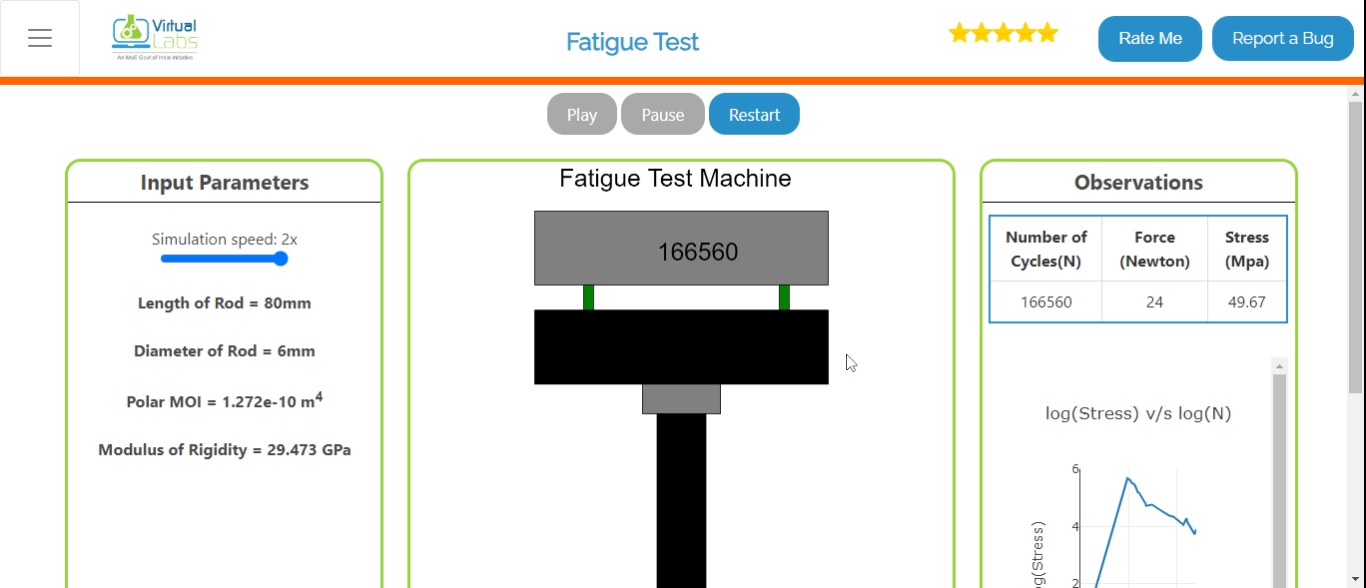 Virtual
Labs
An MoE Govt of India Initiative
Fatigue Test
Rate Me
Report a Bug
Play
Pause
Restart
Input Parameters
Simulation speed: 2x
Length of Rod = 80mm
Diameter of Rod = 6mm
Polar MOI = 1.272e-10 m⁴
Modulus of Rigidity = 29.473 GPa
Fatigue Test Machine
166560
Observations
Number of Cycles(N) Force (Newton) Stress (Mpa)
166560 24 49.67
log(Stress) v/s log(N)
6
4
2